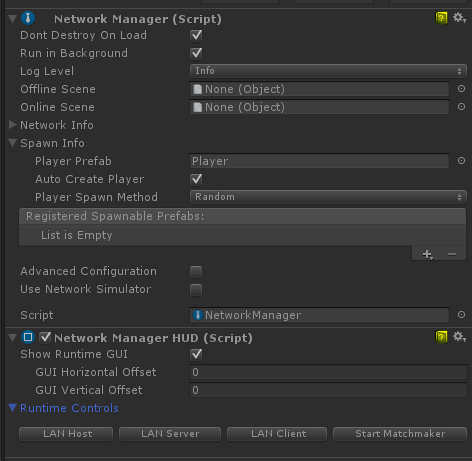 Network Manager (Script)
Dont Destroy On Load
Run in Background
Log Level Info
Offline Scene None (Object)
Online Scene None (Object)
Network Info
Spawn Info
Player Prefab Player
Auto Create Player
Player Spawn Method Random
Registered Spawnable Prefabs:
List is Empty
Advanced Configuration
Use Network Simulator
Script NetworkManager
Network Manager HUD (Script)
Show Runtime GUI
GUI Horizontal Offset 0
GUI Vertical Offset 0
Runtime Controls
LAN Host LAN Server LAN Client Start Matchmaker